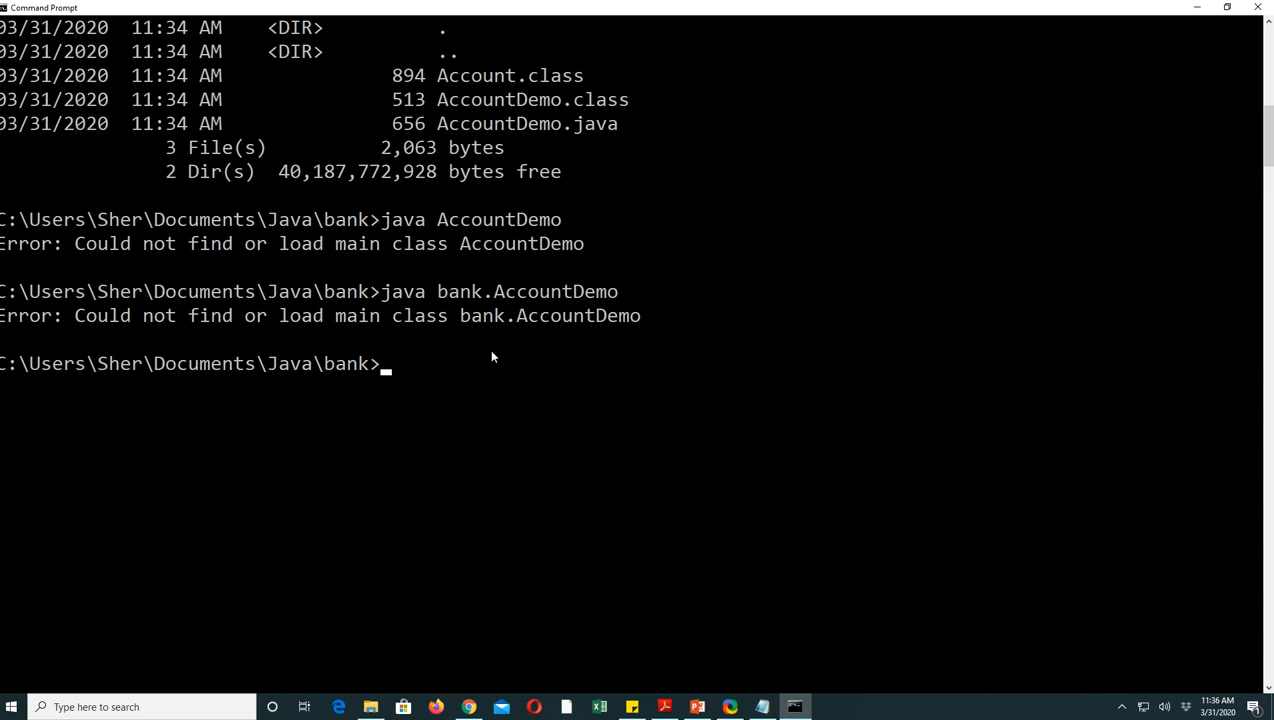 Command Prompt
03/31/2020 11:34 AM <DIR> .
03/31/2020 11:34 AM <DIR> ..
03/31/2020 11:34 AM 894 Account.class
03/31/2020 11:34 AM 513 AccountDemo.class
03/31/2020 11:34 AM 656 AccountDemo.java
3 File(s) 2,063 bytes
2 Dir(s) 40,187,772,928 bytes free
C:\Users\Sher\Documents\Java\bank>java AccountDemo
Error: Could not find or load main class AccountDemo
C:\Users\Sher\Documents\Java\bank>java bank.AccountDemo
Error: Could not find or load main class bank.AccountDemo
C:\Users\Sher\Documents\Java\bank>
Type here to search
11:36 AM
3/31/2020